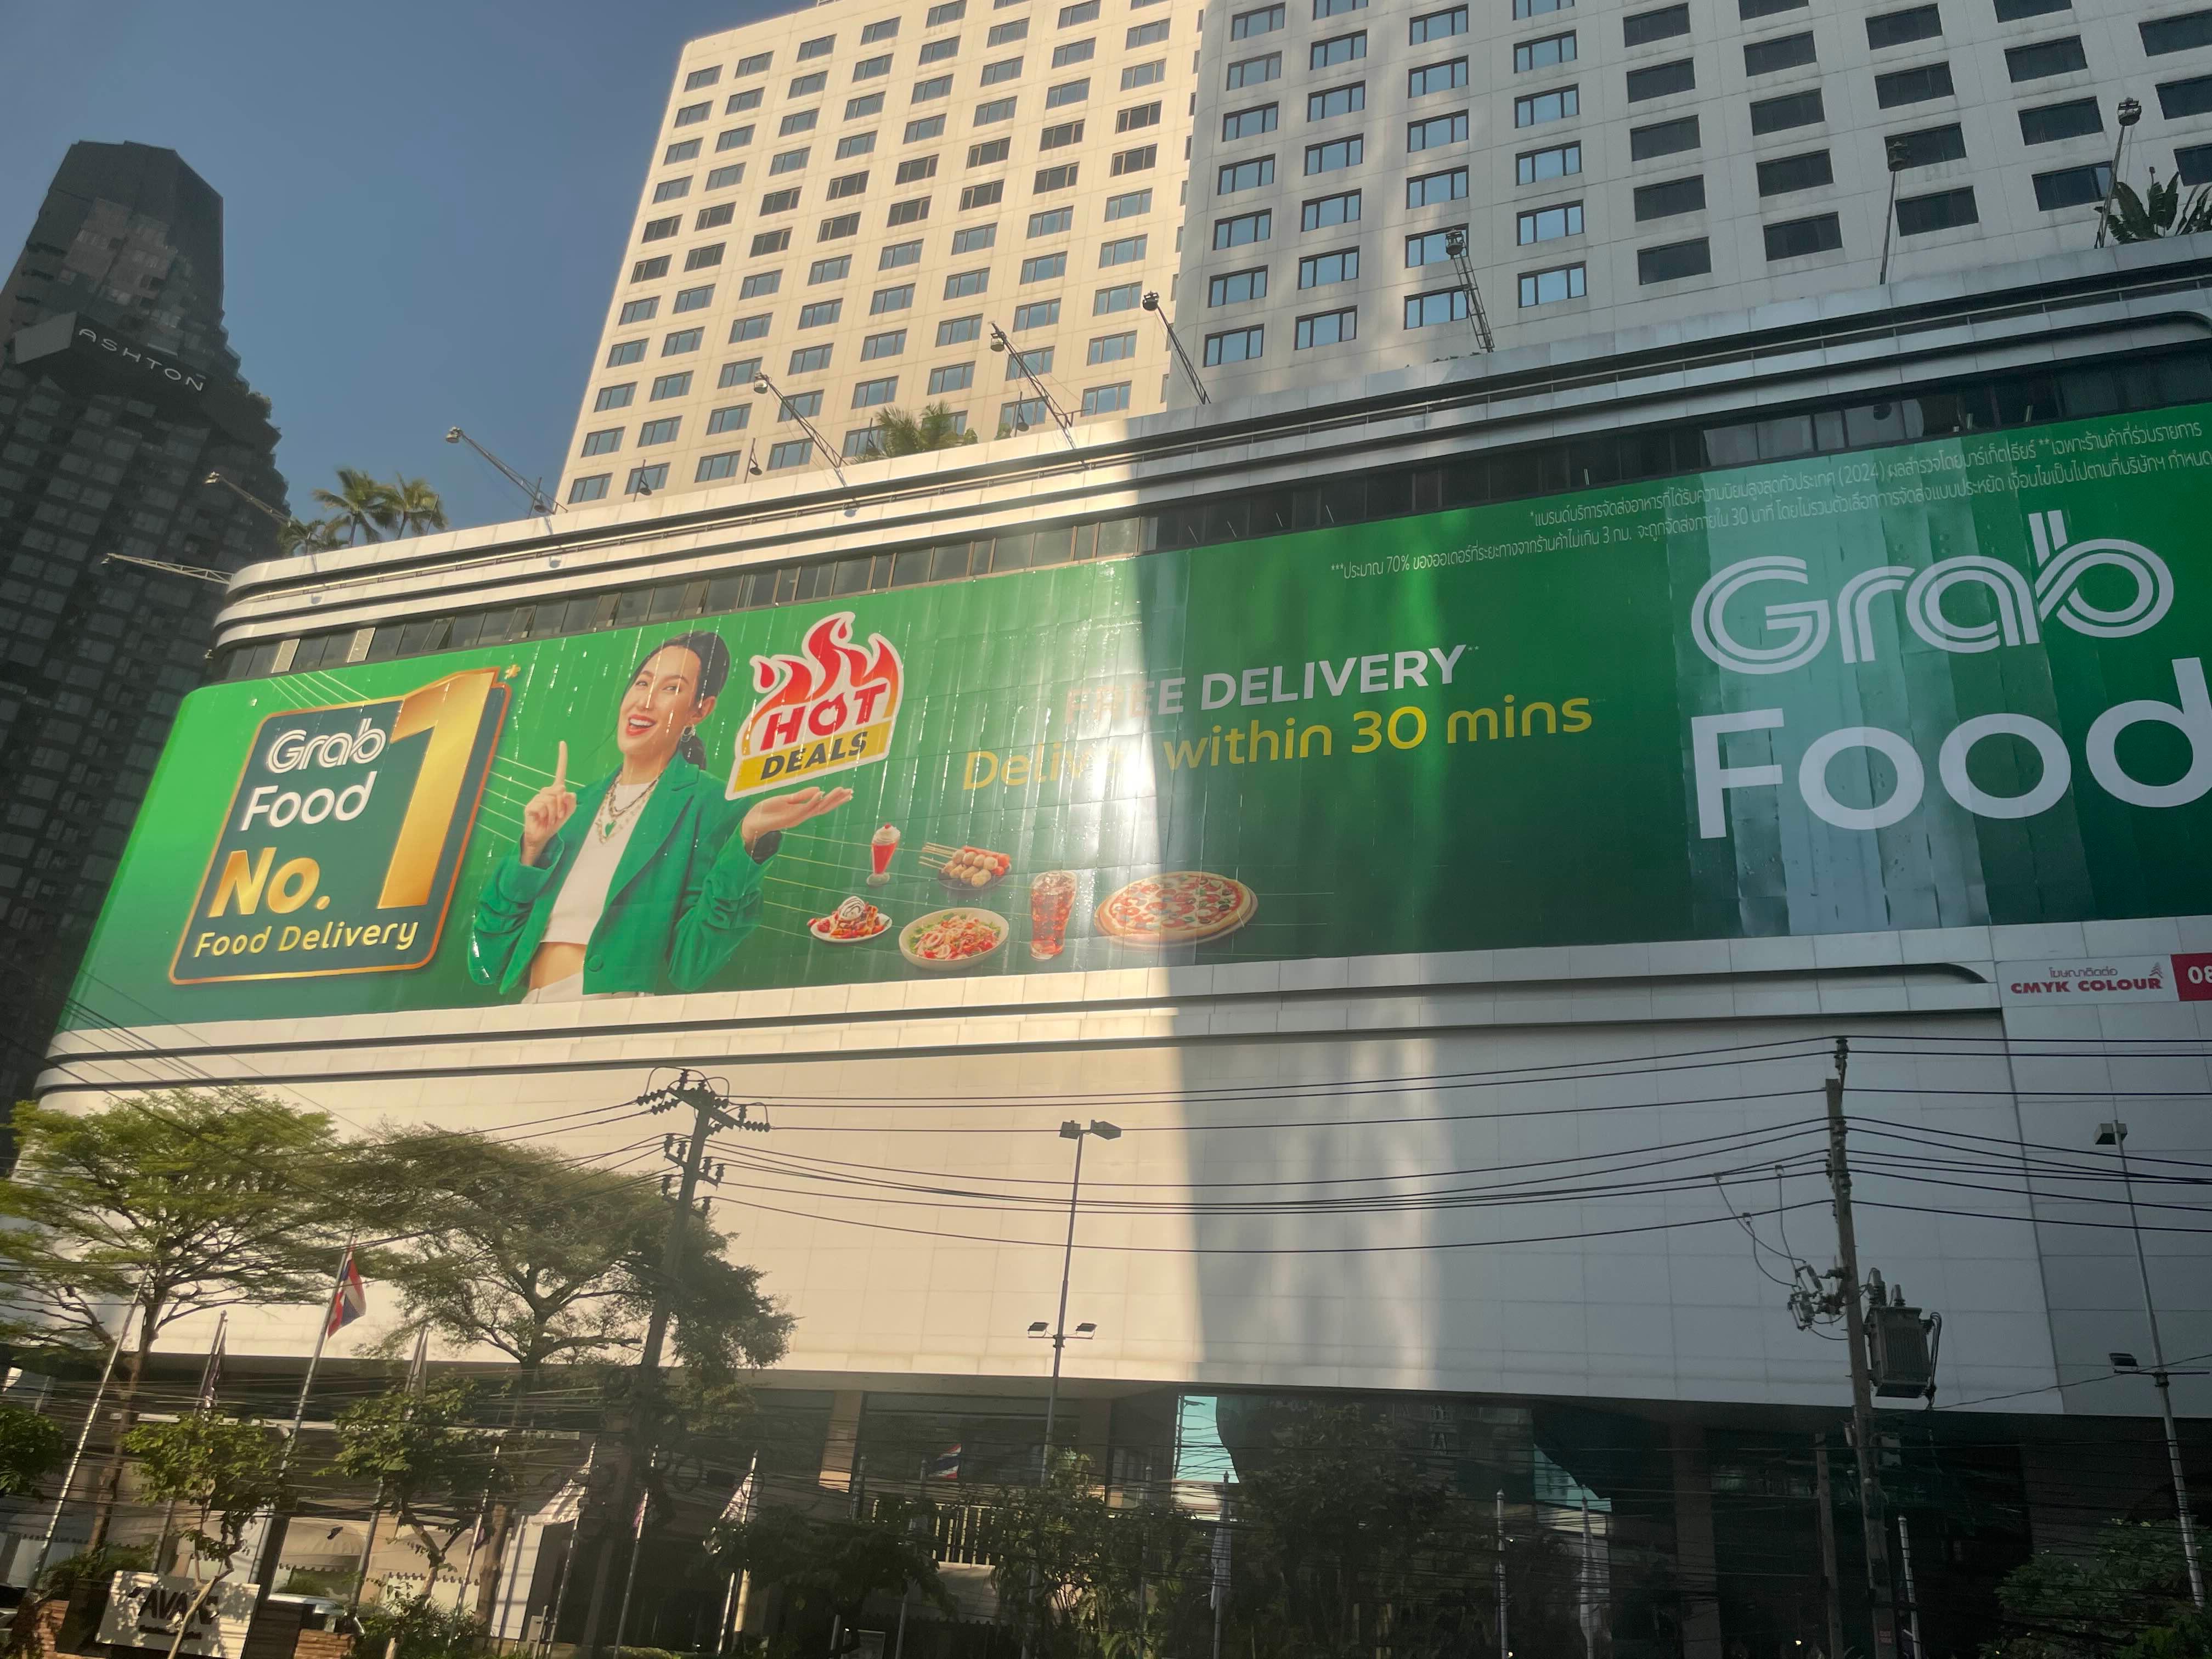 ASHTON
Grab
Food
No. 1*
Food Delivery
HOT
DEALS
FREE DELIVERY**
Delivery within 30 mins
*แบรนด์บริการจัดส่งอาหารที่ได้รับความนิยมสูงสุดทั่วประเทศ (2024) ผลสำรวจโดยมาร์เก็ตเธียร์ **เฉพาะร้านค้าที่ร่วมรายการ
***ประมาณ 70% ของออเดอร์ที่ระยะทางจากร้านค้าไม่เกิน 3 กม. จะถูกจัดส่งภายใน 30 นาที โดยไม่รวมตัวเลือกการจัดส่งแบบประหยัด เงื่อนไขเป็นไปตามที่บริษัทฯ กำหนด
Grab
Food
โฆษณาติดต่อ
CMYK COLOUR
08